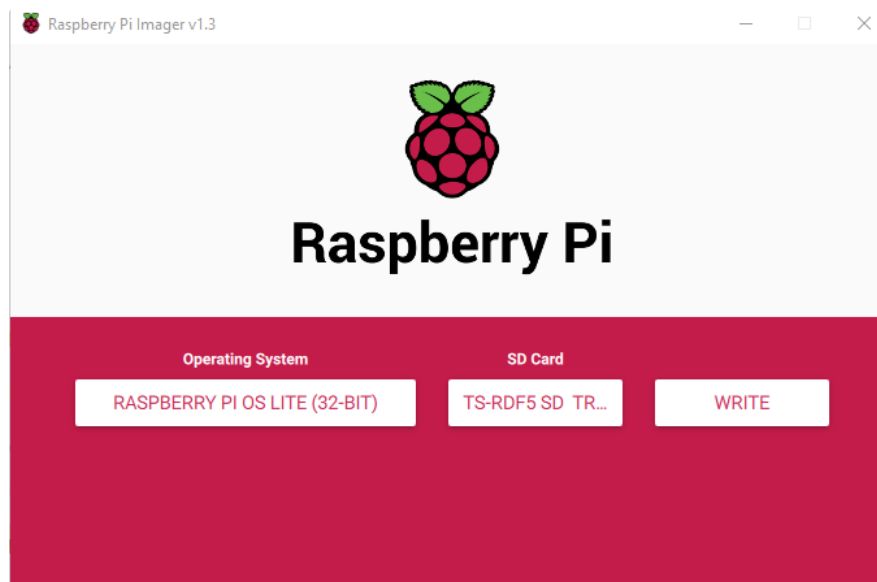 Raspberry Pi Imager v1.3
Raspberry Pi
Operating System
SD Card
RASPBERRY PI OS LITE (32-BIT)
TS-RDF5 SD TR...
WRITE